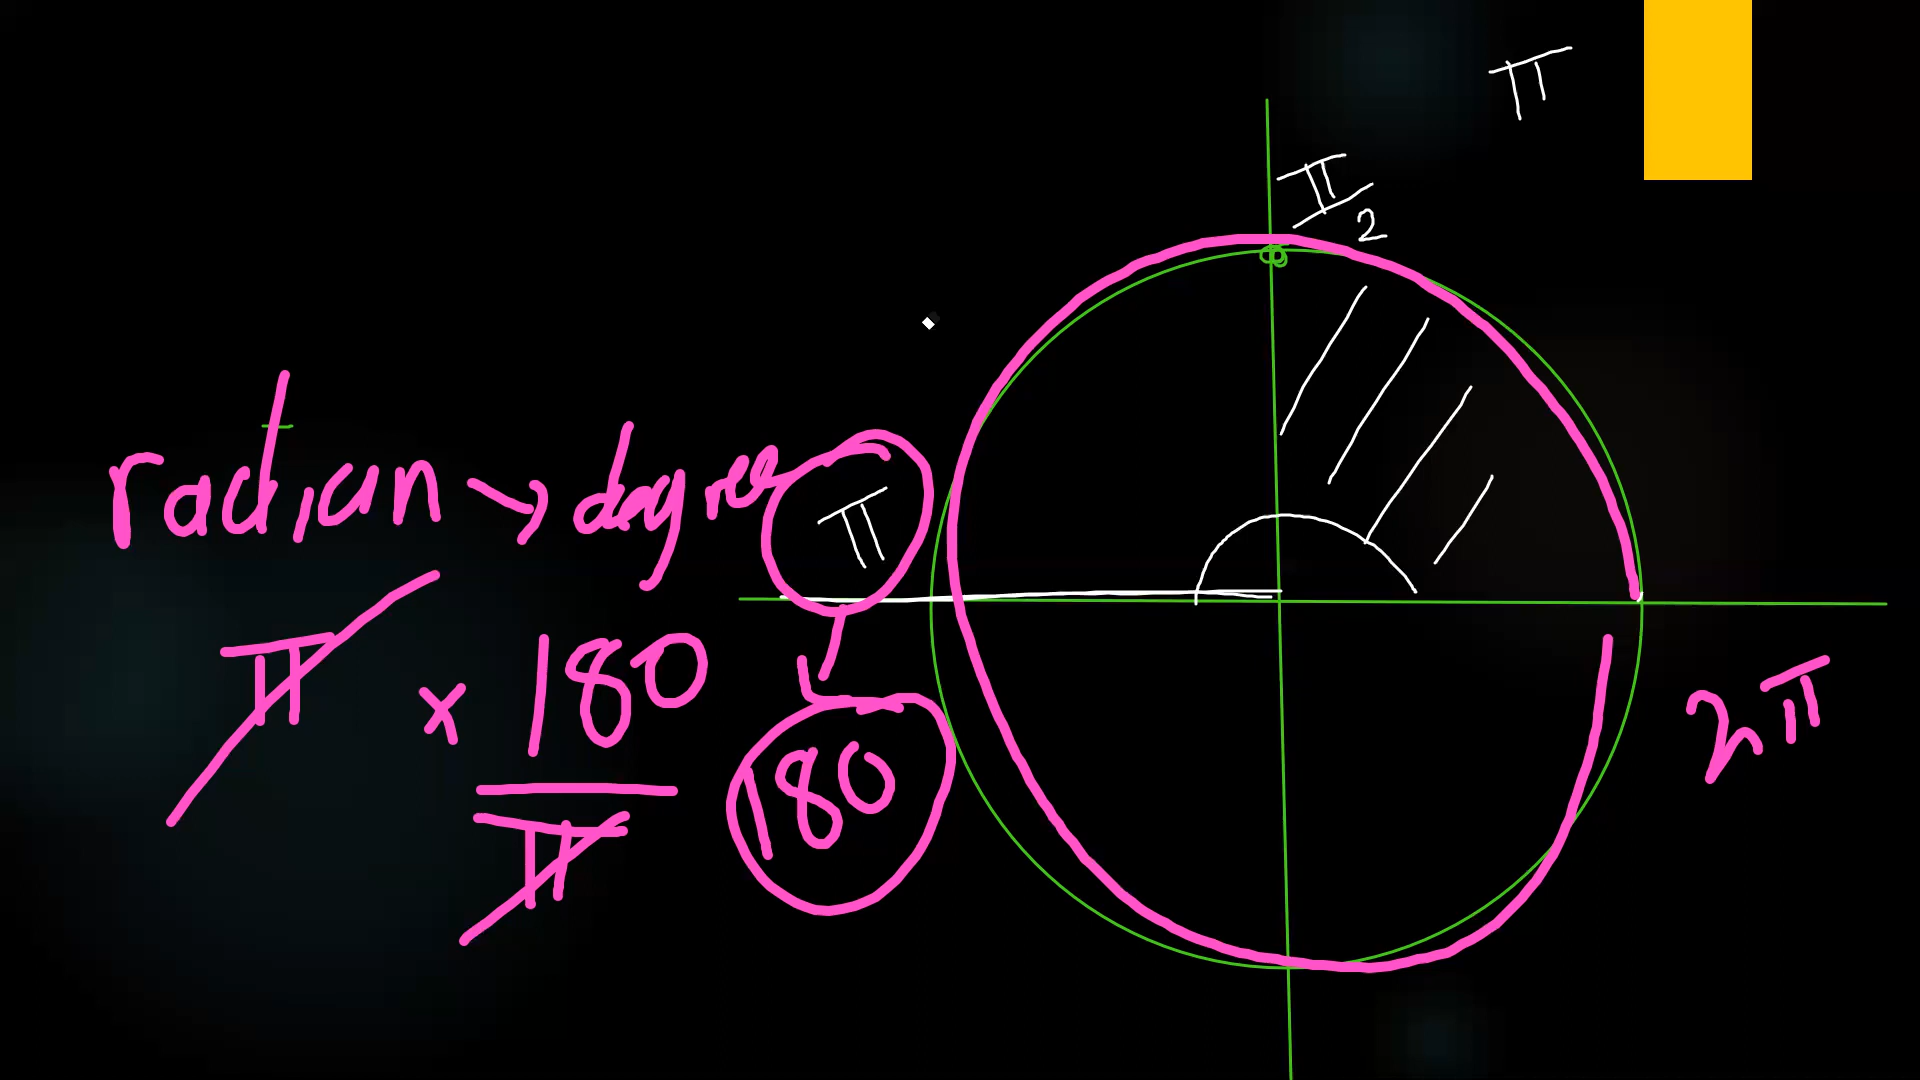 π
π/2
radian → degree
π
π × 180/π
180
2π